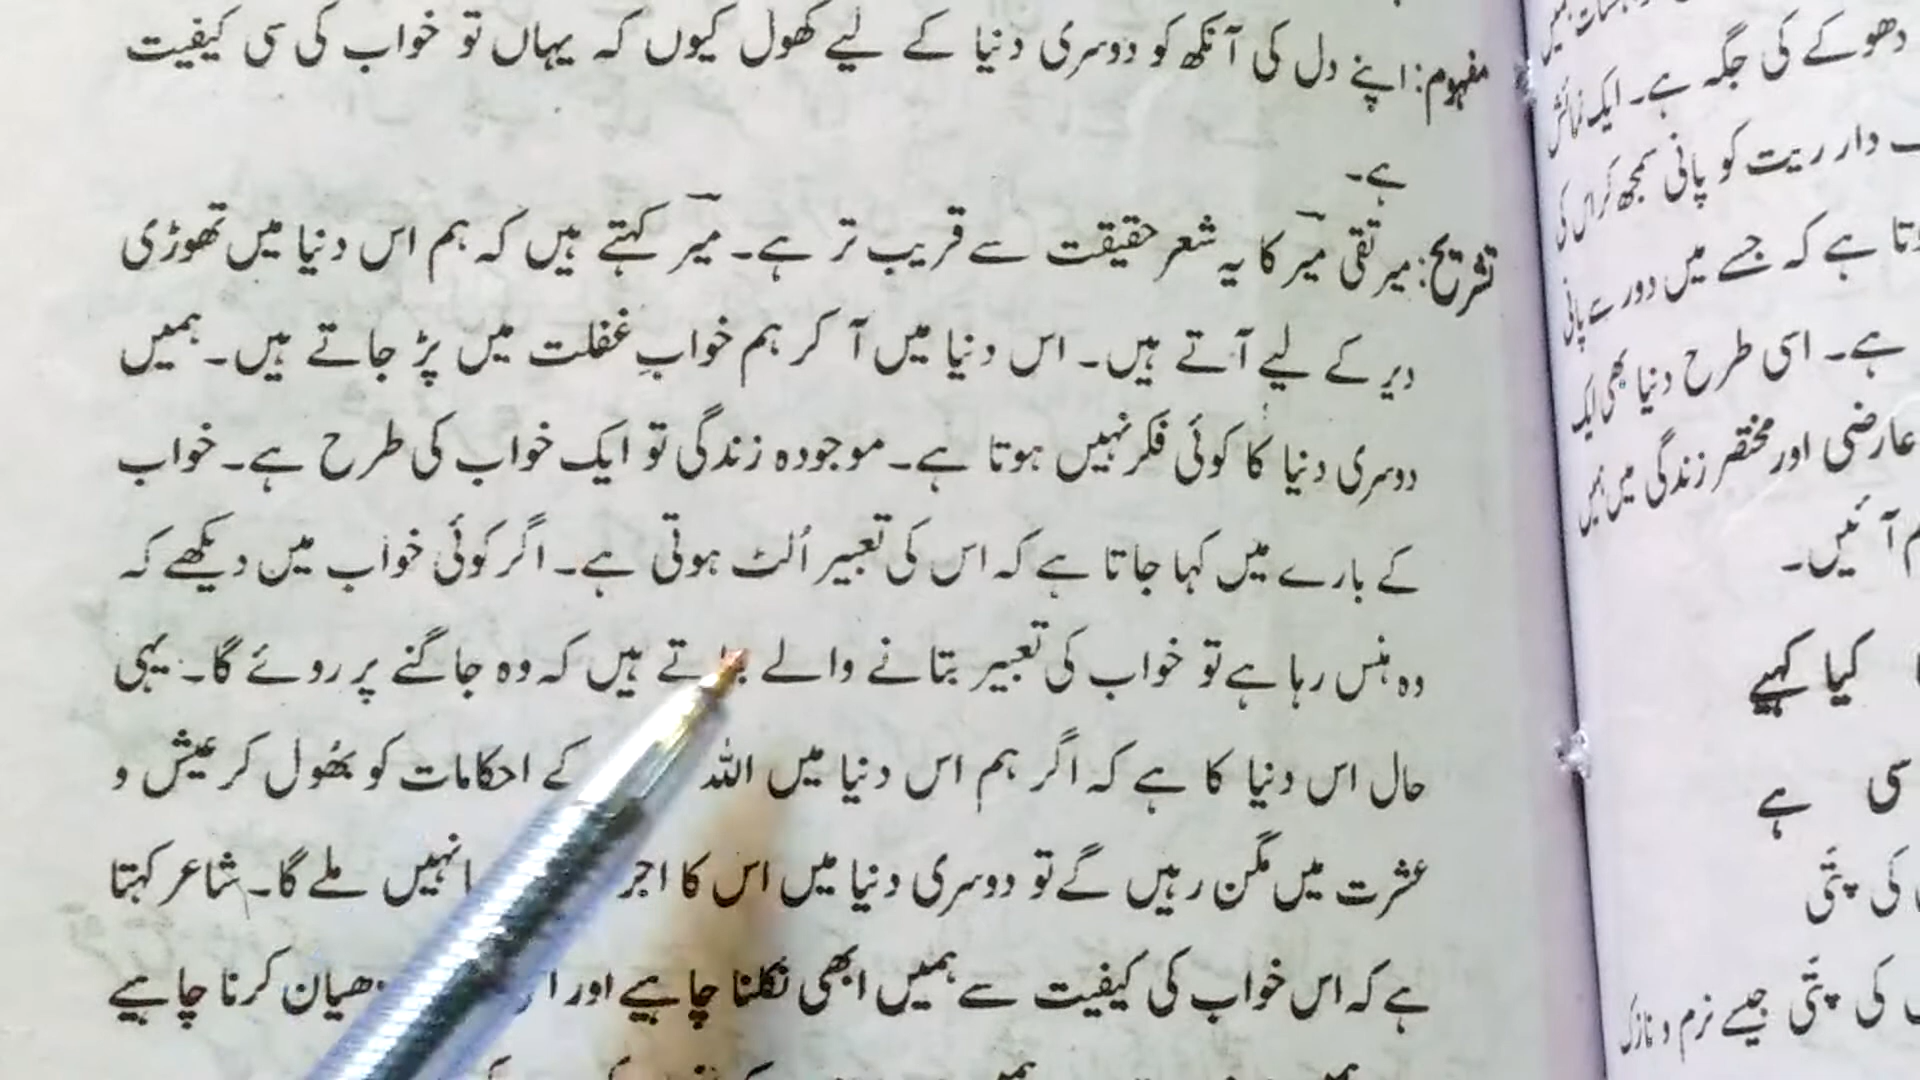 مفہوم: اپنے دل کی آنکھ کو دوسری دنیا کے لیے کھول کیوں کہ یہاں تو خواب کی سی کیفیت
ہے۔
تشریح: میر تقی میرؔ کا یہ شعر حقیقت سے قریب تر ہے۔ میرؔ کہتے ہیں کہ ہم اس دنیا میں تھوڑی
دیر کے لیے آتے ہیں۔ اس دنیا میں آ کر ہم خوابِ غفلت میں پڑ جاتے ہیں۔ ہمیں
دوسری دنیا کا کوئی فکر نہیں ہوتا ہے۔ موجودہ زندگی تو ایک خواب کی طرح ہے۔ خواب
کے بارے میں کہا جاتا ہے کہ اس کی تعبیر اُلٹ ہوتی ہے۔ اگر کوئی خواب میں دیکھے کہ
وہ ہنس رہا ہے تو خواب کی تعبیر بتانے والے بتاتے ہیں کہ وہ جاگنے پر روئے گا۔ یہی
حال اس دنیا کا ہے کہ اگر ہم اس دنیا میں اللہ کے احکامات کو بھُول کر عیش و
عشرت میں مگن رہیں گے تو دوسری دنیا میں اس کا اجر نہیں ملے گا۔ شاعر کہتا
ہے کہ اس خواب کی کیفیت سے ہمیں ابھی نکلنا چاہیے اور دھیان کرنا چاہیے
دھوکے کی جگہ ہے۔ ایک نمائش
دار ریت کو پانی سمجھ کر اس کی
ہے کہ جسے میں دور سے پانی
ہے۔ اسی طرح دنیا بھی ایک
عارضی اور مختصر زندگی میں ہمیں
آئیں۔
کیا کہیے
سی ہے
کی پتّی
کی پتّی جیسے نرم و نازک